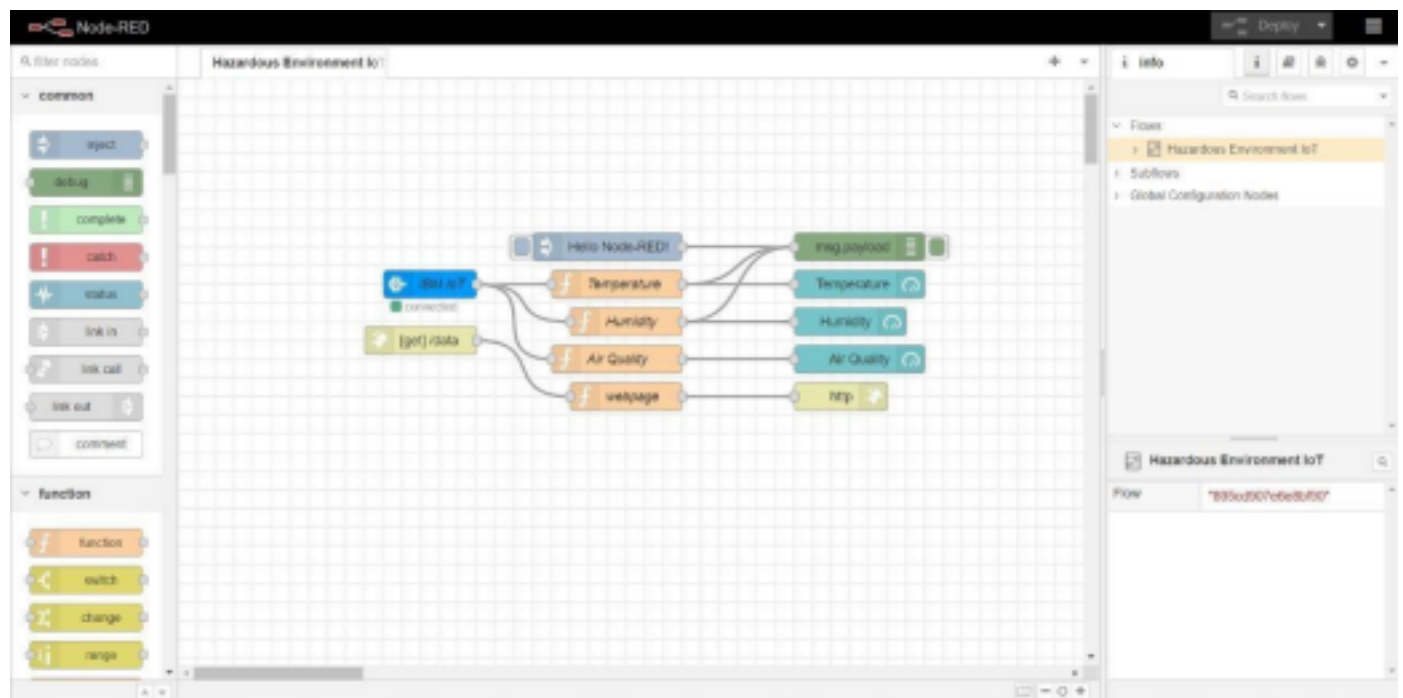 Node-RED
Deploy
filter nodes
Hazardous Environment IoT
info
Search flows
common
inject
debug
complete
catch
status
link in
link call
link out
comment
function
function
switch
change
range
Hello Node-RED!
msg.payload
IBM IoT
connected
Temperature
Temperature
Humidity
Humidity
[get] /data
Air Quality
Air Quality
webpage
http
Flows
Hazardous Environment IoT
Subflows
Global Configuration Nodes
Hazardous Environment IoT
Flow